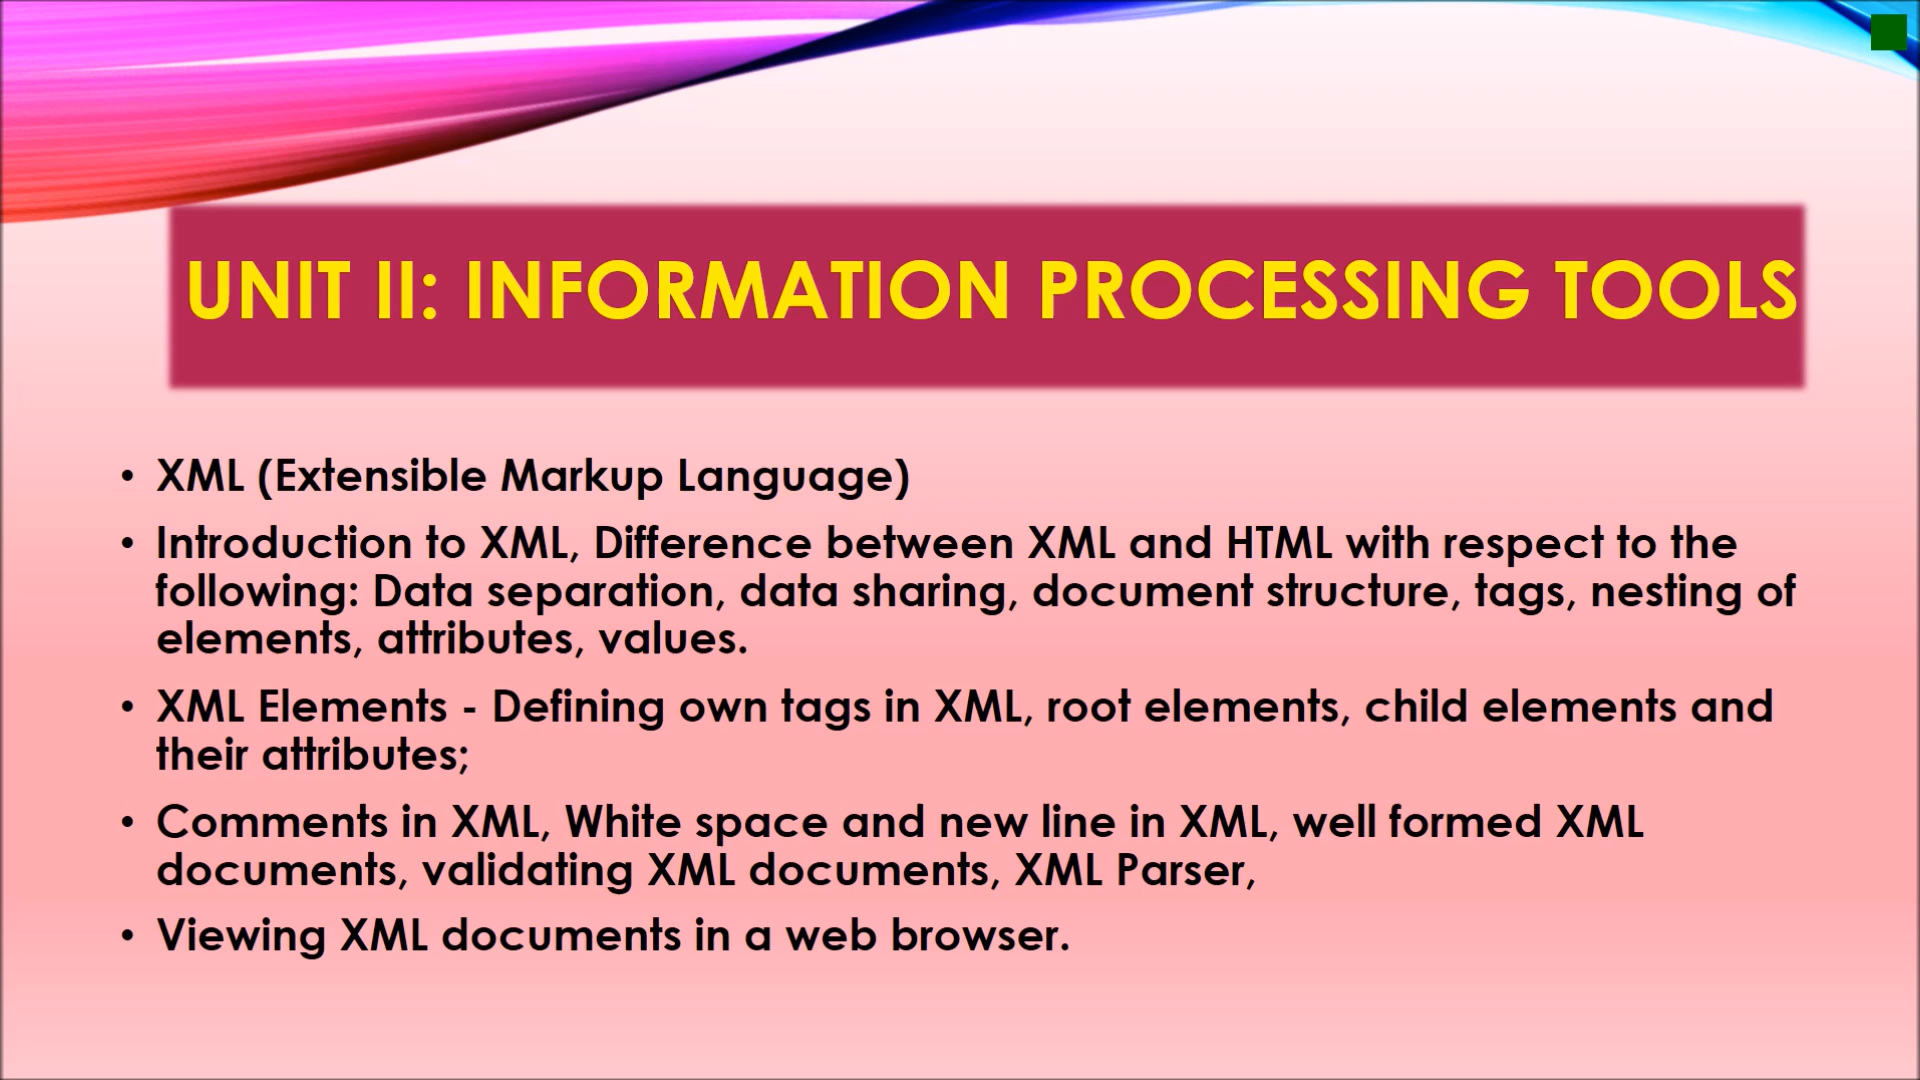 UNIT II: INFORMATION PROCESSING TOOLS
• XML (Extensible Markup Language)
• Introduction to XML, Difference between XML and HTML with respect to the
following: Data separation, data sharing, document structure, tags, nesting of
elements, attributes, values.
• XML Elements - Defining own tags in XML, root elements, child elements and
their attributes;
• Comments in XML, White space and new line in XML, well formed XML
documents, validating XML documents, XML Parser,
• Viewing XML documents in a web browser.